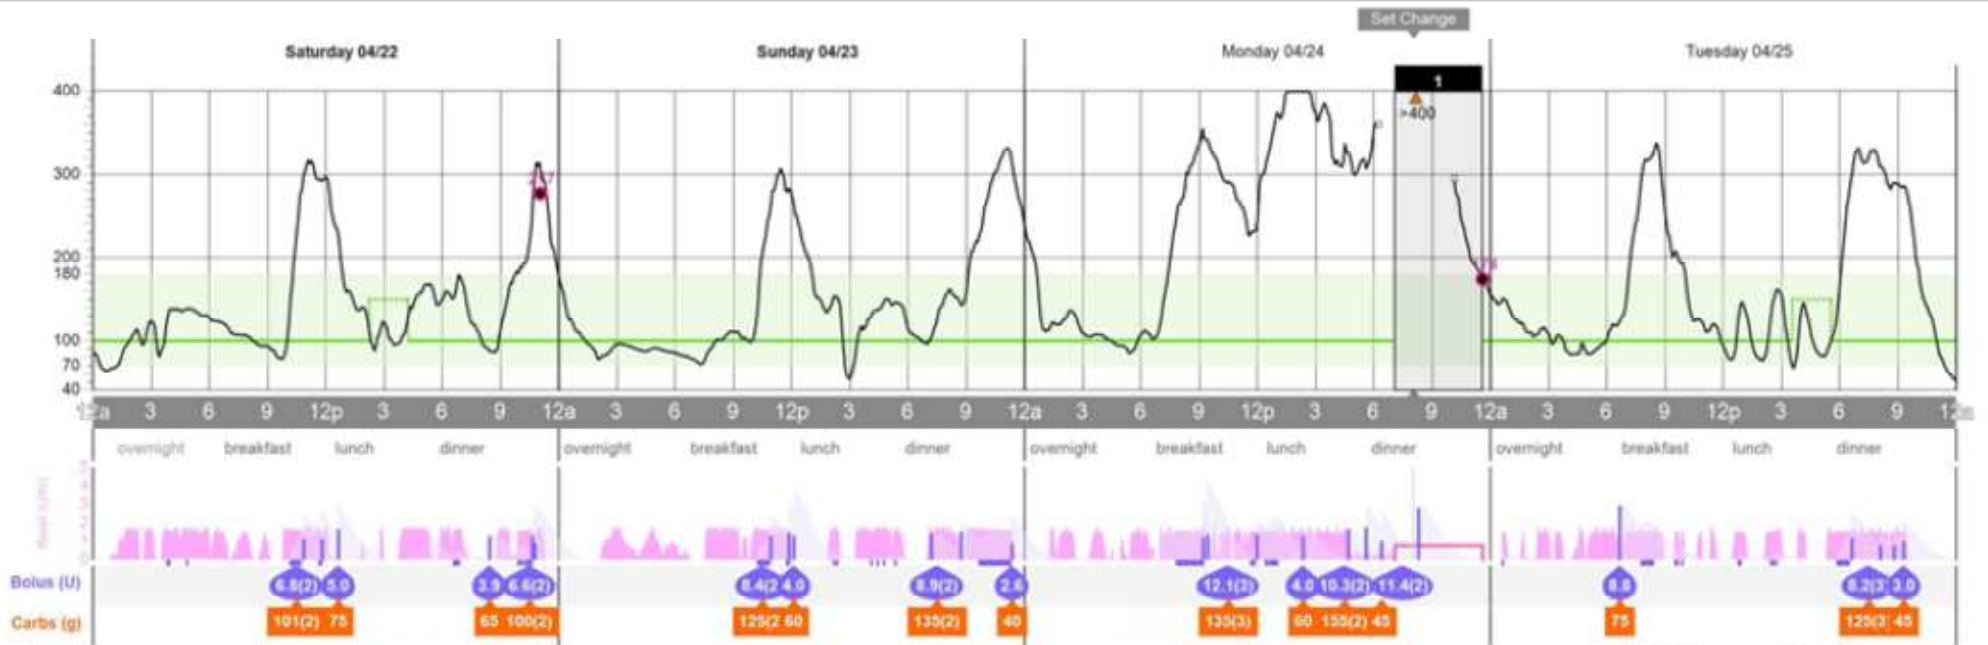 Set Change
Saturday 04/22 Sunday 04/23 Monday 04/24 Tuesday 04/25
1
400
>400
300
200
180
100
70
40
12a 3 6 9 12p 3 6 9 12a 3 6 9 12p 3 6 9 12a 3 6 9 12p 3 6 9 12a 3 6 9 12p 3 6 9
overnight breakfast lunch dinner overnight breakfast lunch dinner overnight breakfast lunch dinner overnight breakfast lunch dinner
Bolus (U) 6.8(2) 5.0 3.9 6.6(2) 8.4(2 4.0 8.9(2) 2.6 12.1(3) 4.0 10.3(2) 11.4(2) 8.8 8.2(3 3.0
Carbs (g) 101(2) 75 65 100(2) 125(2 60 135(2) 40 135(3) 60 155(2) 45 75 125(3 45